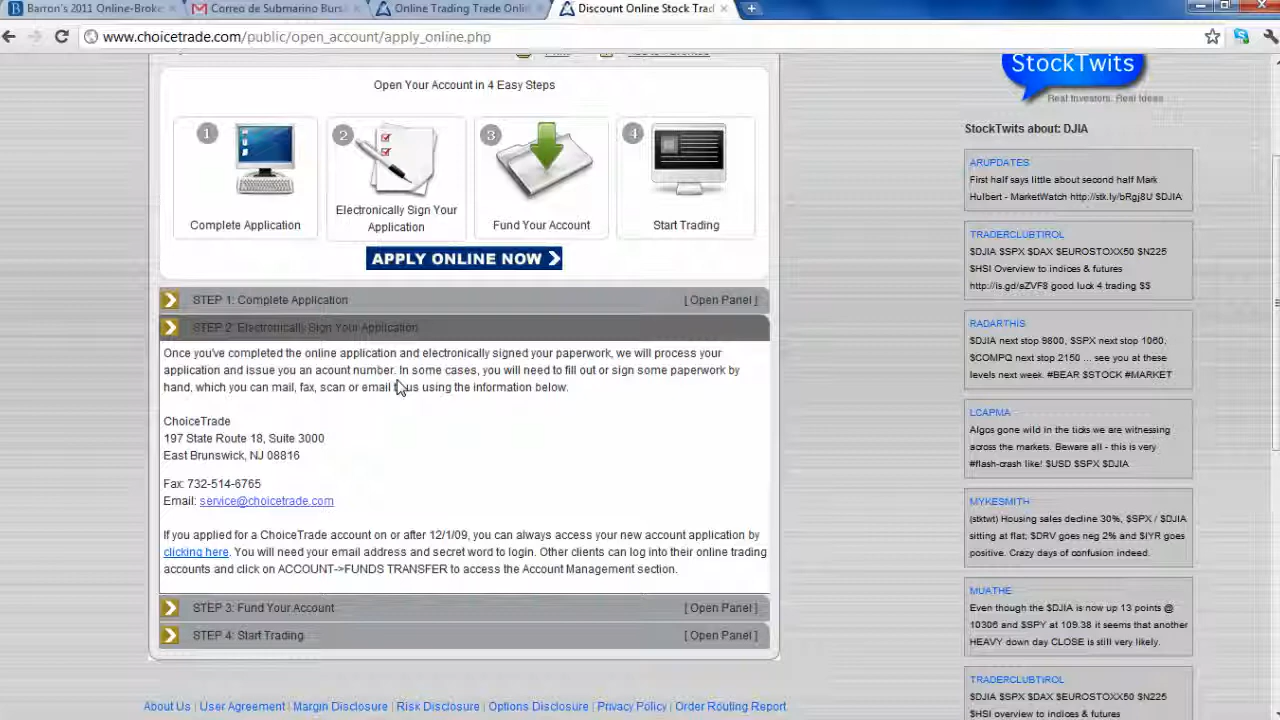 Barron's 2011 Online-Broke
Correo de Submarino Burs
Online Trading Trade Onlin
Discount Online Stock Trad
www.choicetrade.com/public/open_account/apply_online.php
Open Your Account in 4 Easy Steps
1
Complete Application
2
Electronically Sign Your
Application
3
Fund Your Account
4
Start Trading
APPLY ONLINE NOW
STEP 1: Complete Application [ Open Panel ]
STEP 2: Electronically Sign Your Application
Once you've completed the online application and electronically signed your paperwork, we will process your
application and issue you an acount number. In some cases, you will need to fill out or sign some paperwork by
hand, which you can mail, fax, scan or email us using the information below.
ChoiceTrade
197 State Route 18, Suite 3000
East Brunswick, NJ 08816
Fax: 732-514-6765
Email: service@choicetrade.com
If you applied for a ChoiceTrade account on or after 12/1/09, you can always access your new account application by
clicking here. You will need your email address and secret word to login. Other clients can log into their online trading
accounts and click on ACCOUNT->FUNDS TRANSFER to access the Account Management section.
STEP 3: Fund Your Account [ Open Panel ]
STEP 4: Start Trading [ Open Panel ]
About Us | User Agreement | Margin Disclosure | Risk Disclosure | Options Disclosure | Privacy Policy | Order Routing Report
StockTwits
Real Investors. Real Ideas
StockTwits about: DJIA
ARUPDATES
First half says little about second half Mark
Hulbert - MarketWatch http://stk.ly/bRgj8U $DJIA
TRADERCLUBTIROL
$DJIA $SPX $DAX $EUROSTOXX50 $N225
$HSI Overview to indices & futures
http://is.gd/aZVF8 good luck 4 trading $$
RADARTHIS
$DJIA next stop 9800, $SPX next stop 1060,
$COMPQ next stop 2150 ... see you at these
levels next week. #BEAR $STOCK #MARKET
LCAPMA
Algos gone wild in the ticks we are witnessing
across the markets. Beware all - this is very
#flash-crash like! $USD $SPX $DJIA
MYKESMITH
(stktwt) Housing sales decline 30%, $SPX / $DJIA
sitting at flat; $DRV goes neg 2% and $IYR goes
positive. Crazy days of confusion indeed.
MUATHE
Even though the $DJIA is now up 13 points @
10306 and $SPY at 109.38 it seems that another
HEAVY down day CLOSE is still very likely.
TRADERCLUBTIROL
$DJIA $SPX $DAX $EUROSTOXX50 $N225
$HSI Overview to indices & futures